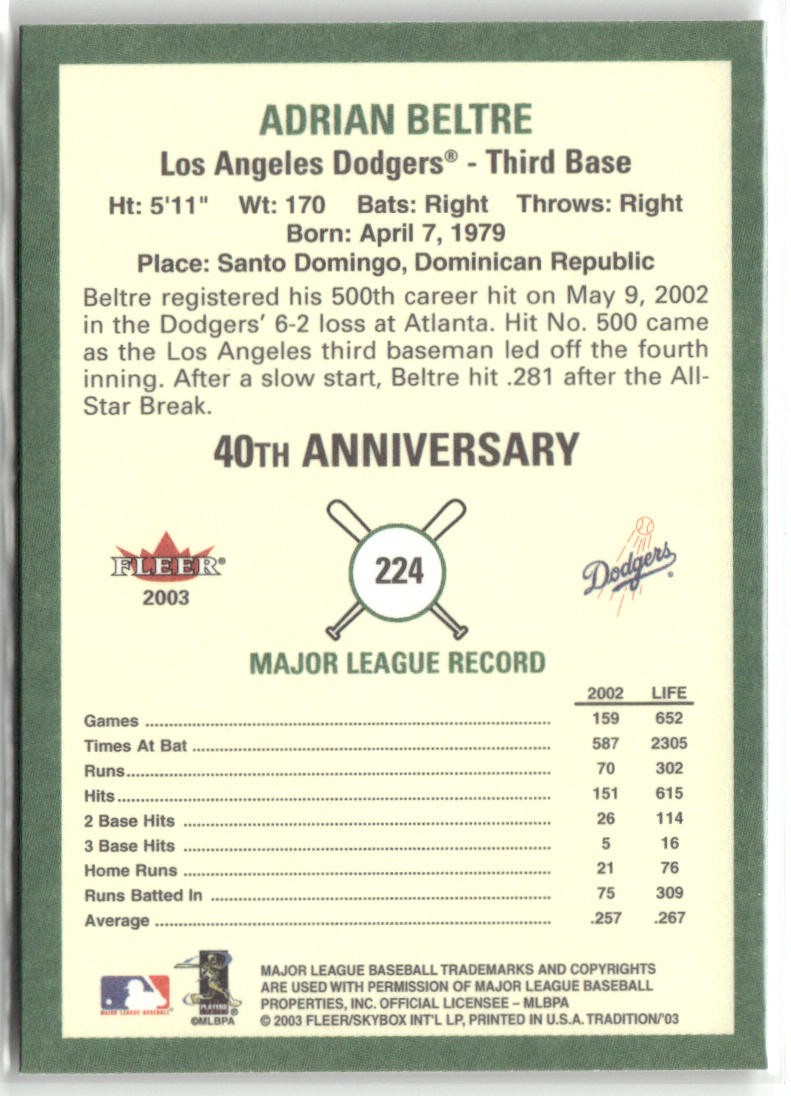 ADRIAN BELTRE
Los Angeles Dodgers® - Third Base
Ht: 5'11" Wt: 170 Bats: Right Throws: Right
Born: April 7, 1979
Place: Santo Domingo, Dominican Republic
Beltre registered his 500th career hit on May 9, 2002
in the Dodgers' 6-2 loss at Atlanta. Hit No. 500 came
as the Los Angeles third baseman led off the fourth
inning. After a slow start, Beltre hit .281 after the All-
Star Break.
40TH ANNIVERSARY
FLEER®
2003
224
Dodgers®
MAJOR LEAGUE RECORD
2002 LIFE
Games ........ 159 652
Times At Bat ........ 587 2305
Runs ........ 70 302
Hits ........ 151 615
2 Base Hits ........ 26 114
3 Base Hits ........ 5 16
Home Runs ........ 21 76
Runs Batted In ........ 75 309
Average ........ .257 .267
MAJOR LEAGUE BASEBALL®
PLAYERS
©MLBPA
MAJOR LEAGUE BASEBALL TRADEMARKS AND COPYRIGHTS
ARE USED WITH PERMISSION OF MAJOR LEAGUE BASEBALL
PROPERTIES, INC. OFFICIAL LICENSEE – MLBPA
© 2003 FLEER/SKYBOX INT'L LP, PRINTED IN U.S.A. TRADITION/'03